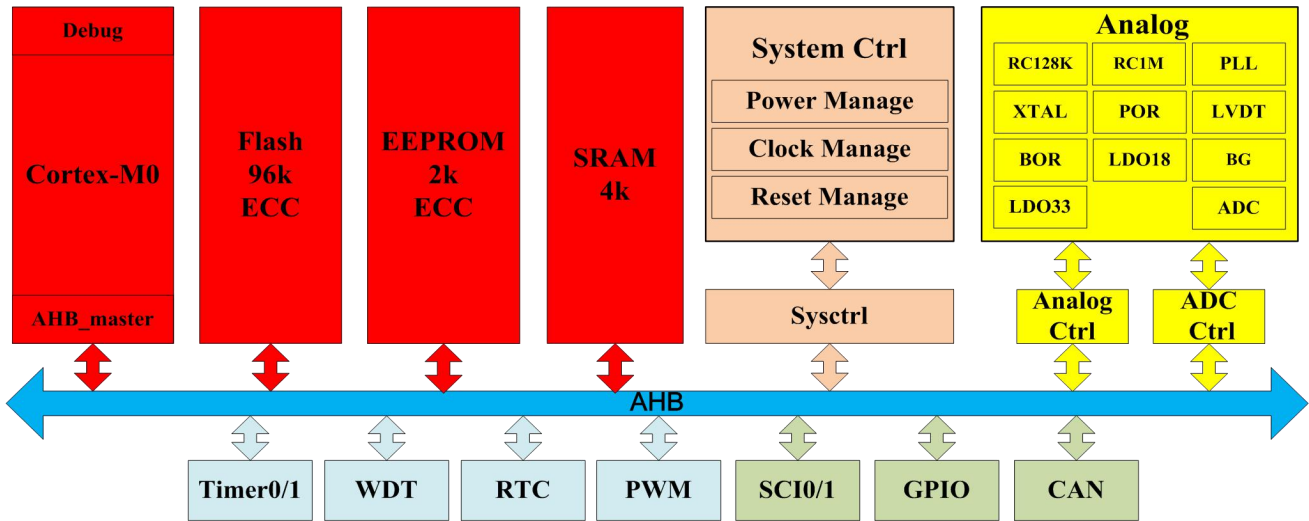 Debug
Cortex-M0
AHB_master
Flash
96k
ECC
EEPROM
2k
ECC
SRAM
4k
System Ctrl
Power Manage
Clock Manage
Reset Manage
Sysctrl
Analog
RC128K
RC1M
PLL
XTAL
POR
LVDT
BOR
LDO18
BG
LDO33
ADC
Analog
Ctrl
ADC
Ctrl
AHB
Timer0/1
WDT
RTC
PWM
SCI0/1
GPIO
CAN